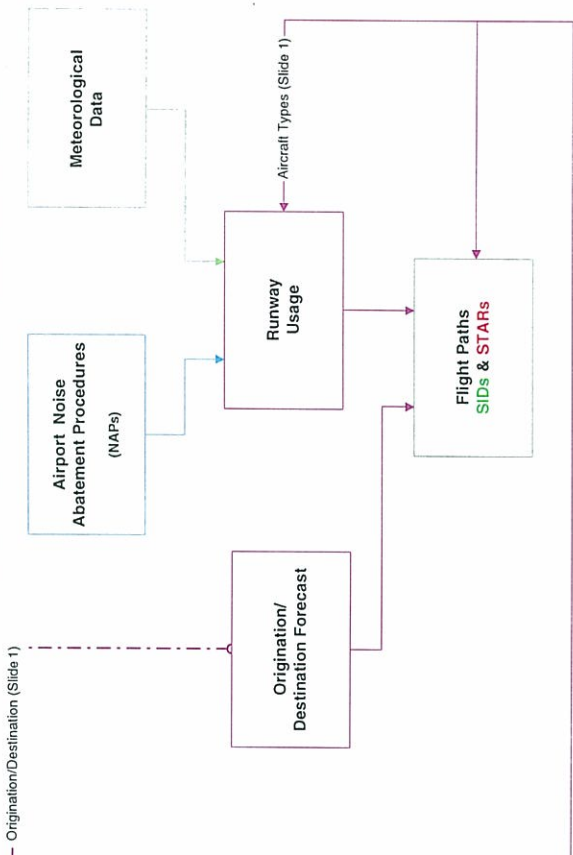 Origination/Destination (Slide 1)
Airport Noise
Abatement Procedures
(NAPs)
Meteorological
Data
Origination/
Destination Forecast
Runway
Usage
Aircraft Types (Slide 1)
Flight Paths
SIDs & STARs